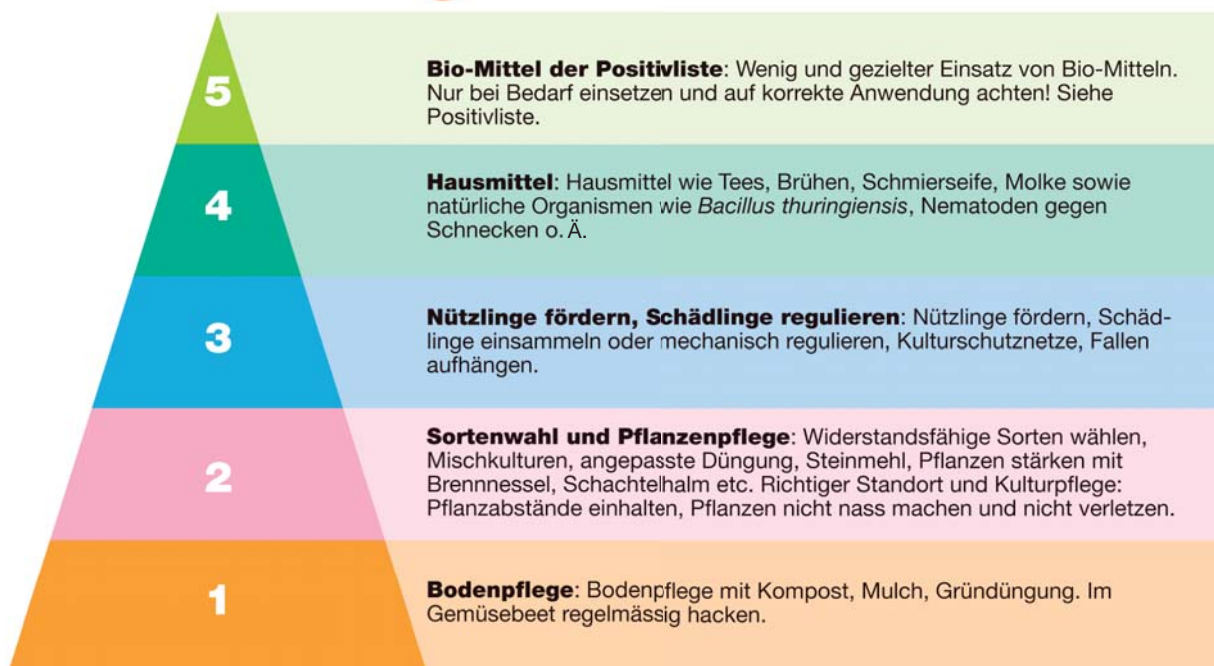 5
Bio-Mittel der Positivliste: Wenig und gezielter Einsatz von Bio-Mitteln.
Nur bei Bedarf einsetzen und auf korrekte Anwendung achten! Siehe
Positivliste.
4
Hausmittel: Hausmittel wie Tees, Brühen, Schmierseife, Molke sowie
natürliche Organismen wie Bacillus thuringiensis, Nematoden gegen
Schnecken o. Ä.
3
Nützlinge fördern, Schädlinge regulieren: Nützlinge fördern, Schäd-
linge einsammeln oder mechanisch regulieren, Kulturschutznetze, Fallen
aufhängen.
2
Sortenwahl und Pflanzenpflege: Widerstandsfähige Sorten wählen,
Mischkulturen, angepasste Düngung, Steinmehl, Pflanzen stärken mit
Brennnessel, Schachtelhalm etc. Richtiger Standort und Kulturpflege:
Pflanzabstände einhalten, Pflanzen nicht nass machen und nicht verletzen.
1
Bodenpflege: Bodenpflege mit Kompost, Mulch, Gründüngung. Im
Gemüsebeet regelmässig hacken.